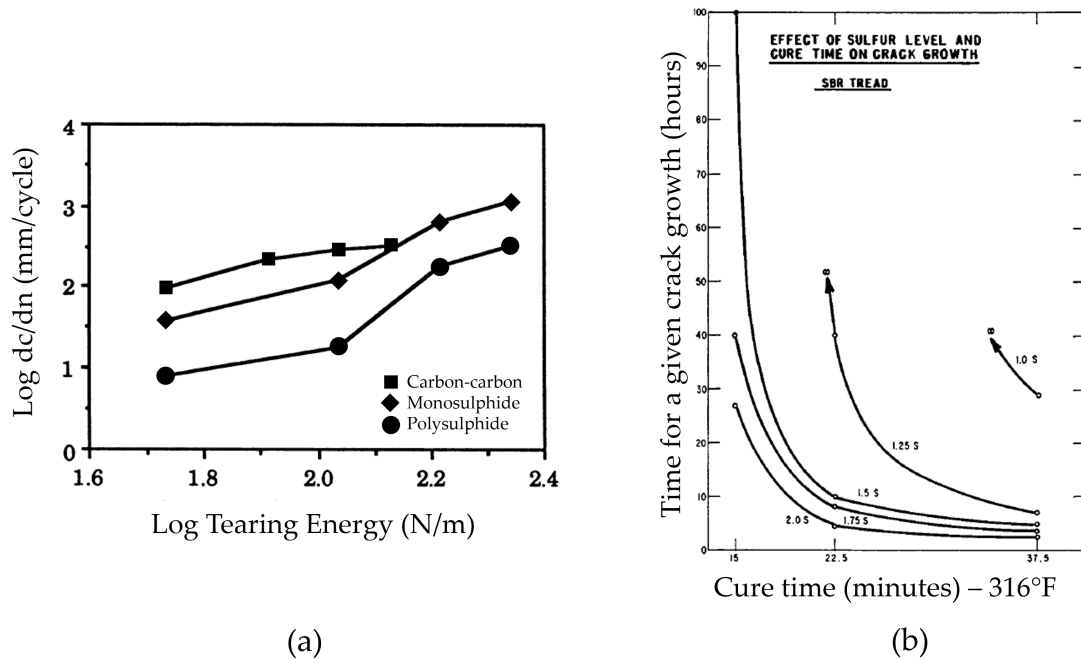 4
3
2
1
0
1.6
1.8
2.0
2.2
2.4
Log dc/dn (mm/cycle)
Carbon-carbon
Monosulphide
Polysulphide
Log Tearing Energy (N/m)
(a)
EFFECT OF SULFUR LEVEL AND
CURE TIME ON CRACK GROWTH
SBR TREAD
100
90
80
70
60
50
40
30
20
10
0
Time for a given crack growth (hours)
1.0 S
1.25 S
1.5 S
2.0 S
1.75 S
15
22.5
37.5
Cure time (minutes) – 316°F
(b)